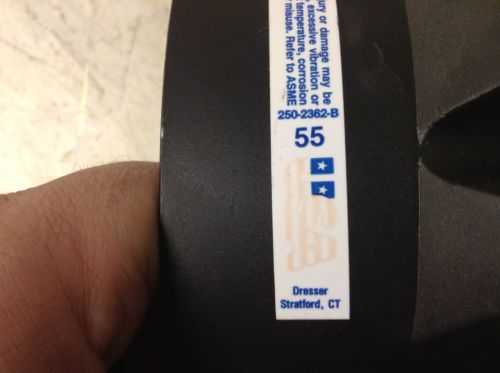 ury or damage may be
, excessive vibration or
temperature, corrosion
misuse. Refer to ASME
250-2362-B
55
USA
Dresser
Stratford, CT